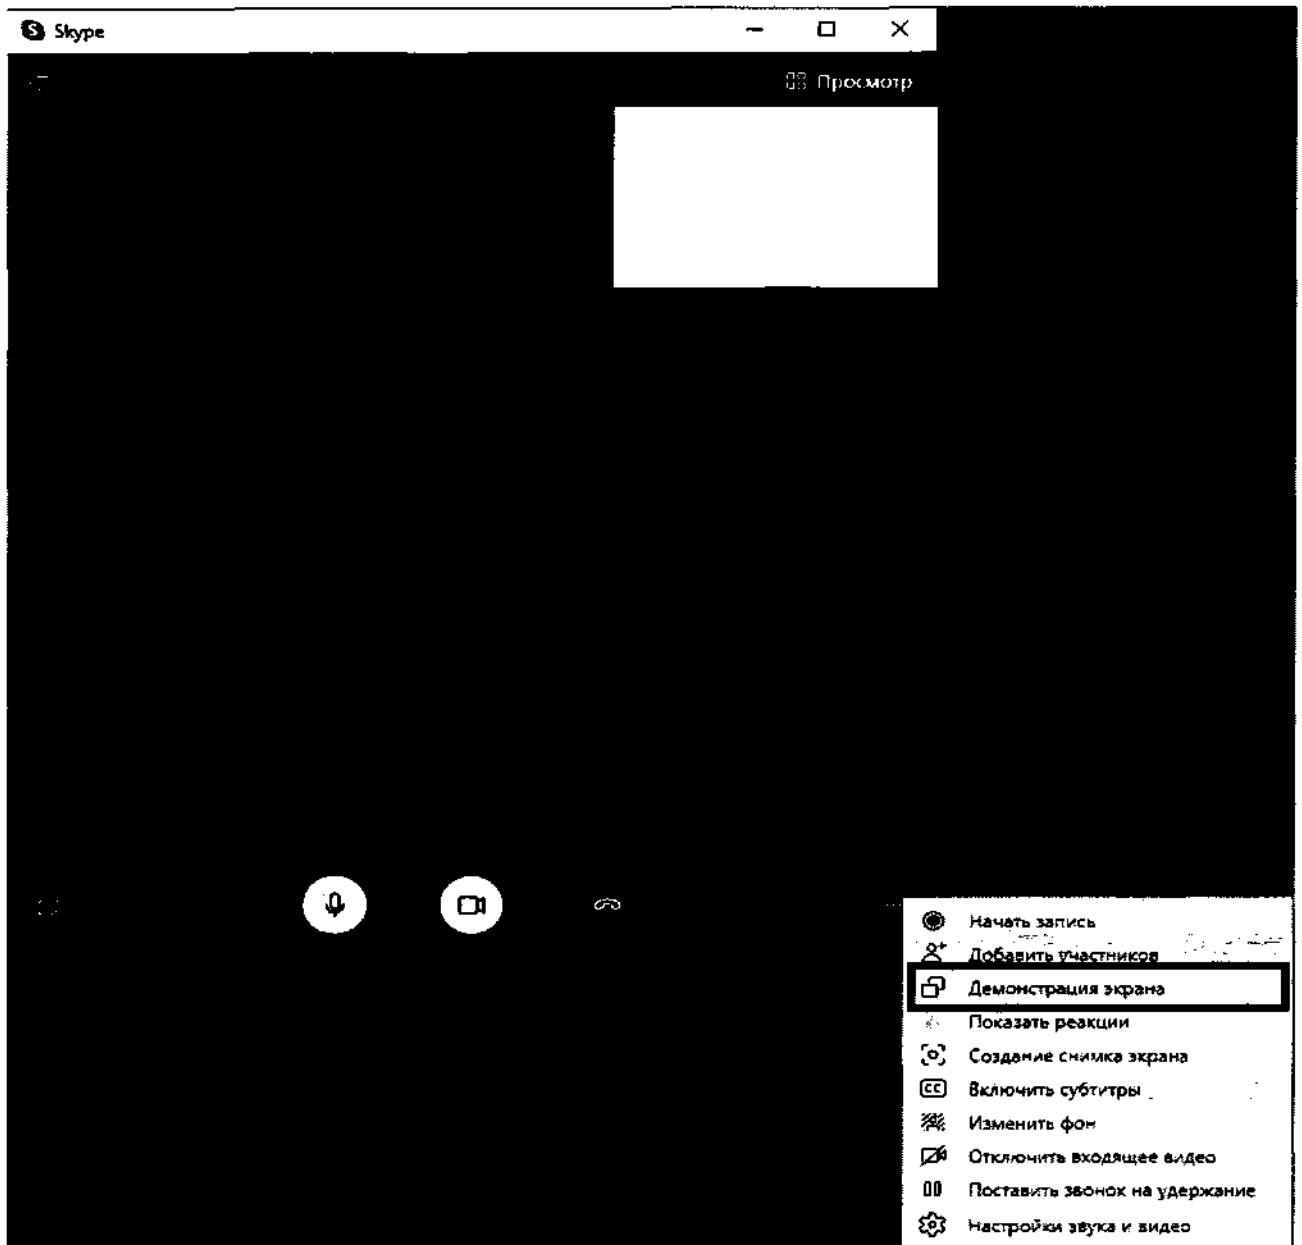 Skype
Просмотр
Начать запись
Добавить участников
Демонстрация экрана
Показать реакции
Создание снимка экрана
Включить субтитры
Изменить фон
Отключить входящее видео
Поставить звонок на удержание
Настройки звука и видео